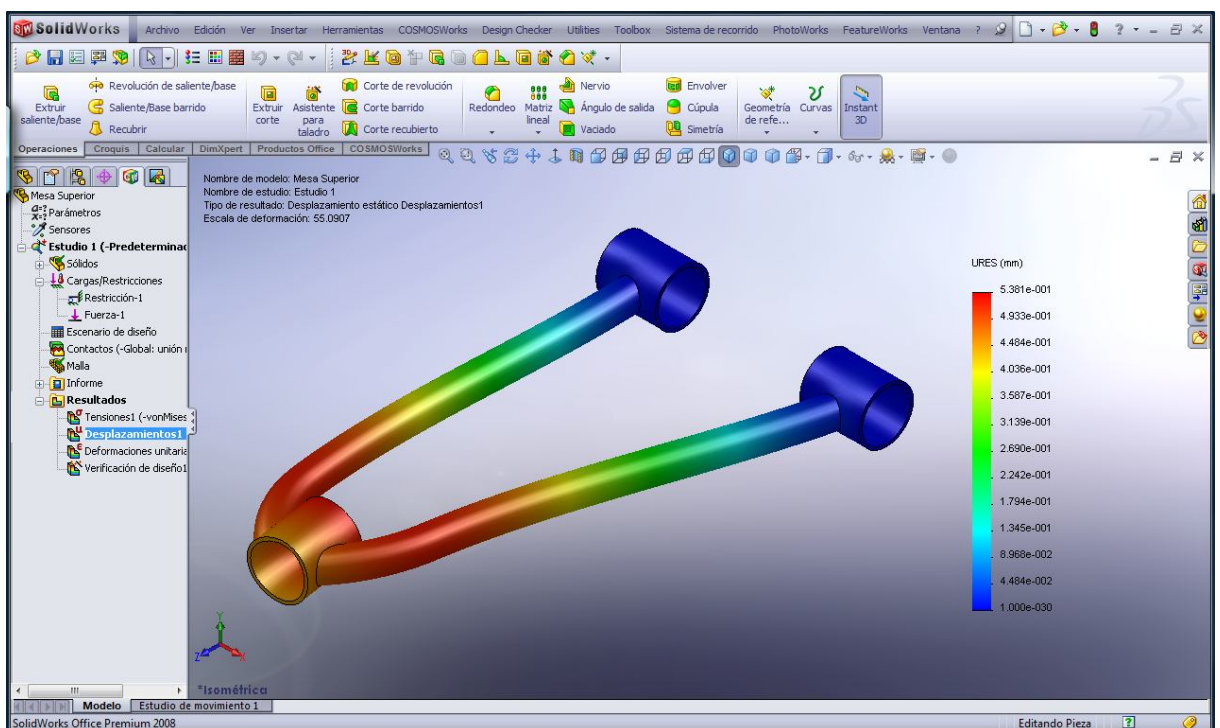 SolidWorks Archivo Edición Ver Insertar Herramientas COSMOSWorks Design Checker Utilities Toolbox Sistema de recorrido PhotoWorks FeatureWorks Ventana ?
Extruir saliente/base
Revolución de saliente/base
Saliente/Base barrido
Recubrir
Extruir corte
Asistente para taladro
Corte de revolución
Corte barrido
Corte recubierto
Redondeo
Matriz lineal
Nervio
Ángulo de salida
Vaciado
Envolver
Cúpula
Simetría
Geometría de refe...
Curvas
Instant 3D
Operaciones Croquis Calcular DimXpert Productos Office COSMOSWorks
Mesa Superior
Parámetros
Sensores
Estudio 1 (-Predeterminac
Sólidos
Cargas/Restricciones
Restricción-1
Fuerza-1
Escenario de diseño
Contactos (-Global: unión r
Malla
Informe
Resultados
Tensiones1 (-vonMises
Desplazamientos1
Deformaciones unitaria
Verificación de diseño1
Nombre de modelo: Mesa Superior
Nombre de estudio: Estudio 1
Tipo de resultado: Desplazamiento estático Desplazamientos1
Escala de deformación: 55.0907
URES (mm)
5.381e-001
4.933e-001
4.484e-001
4.036e-001
3.587e-001
3.139e-001
2.690e-001
2.242e-001
1.794e-001
1.345e-001
8.968e-002
4.484e-002
1.000e-030
Y
Z
X
*Isométrica
Modelo Estudio de movimiento 1
SolidWorks Office Premium 2008 Editando Pieza ?